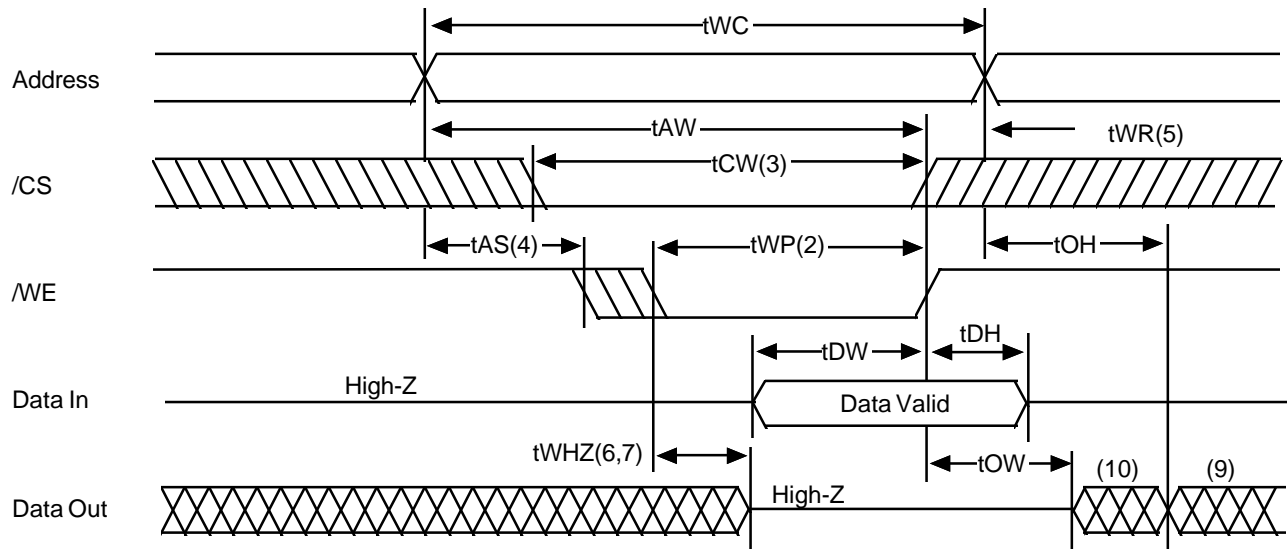 tWC
Address
tAW
tWR(5)
tCW(3)
/CS
tAS(4)
tWP(2)
tOH
/WE
tDW
tDH
High-Z
Data In
Data Valid
tWHZ(6,7)
tOW
(10)
(9)
High-Z
Data Out